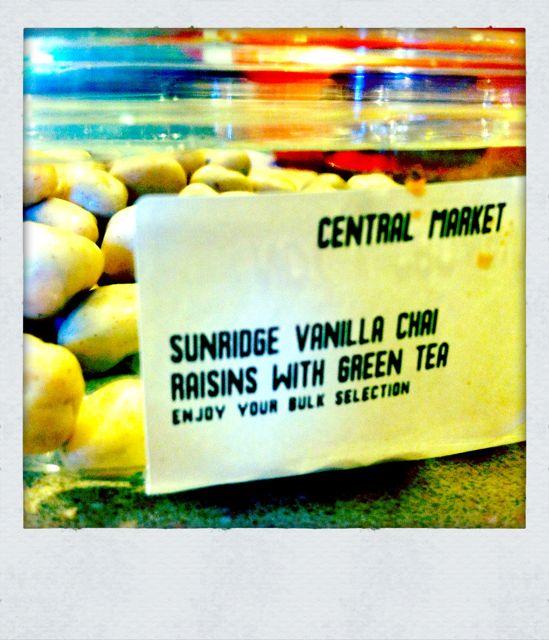 CENTRAL MARKET
SUNRIDGE VANILLA CHAI
RAISINS WITH GREEN TEA
ENJOY YOUR BULK SELECTION